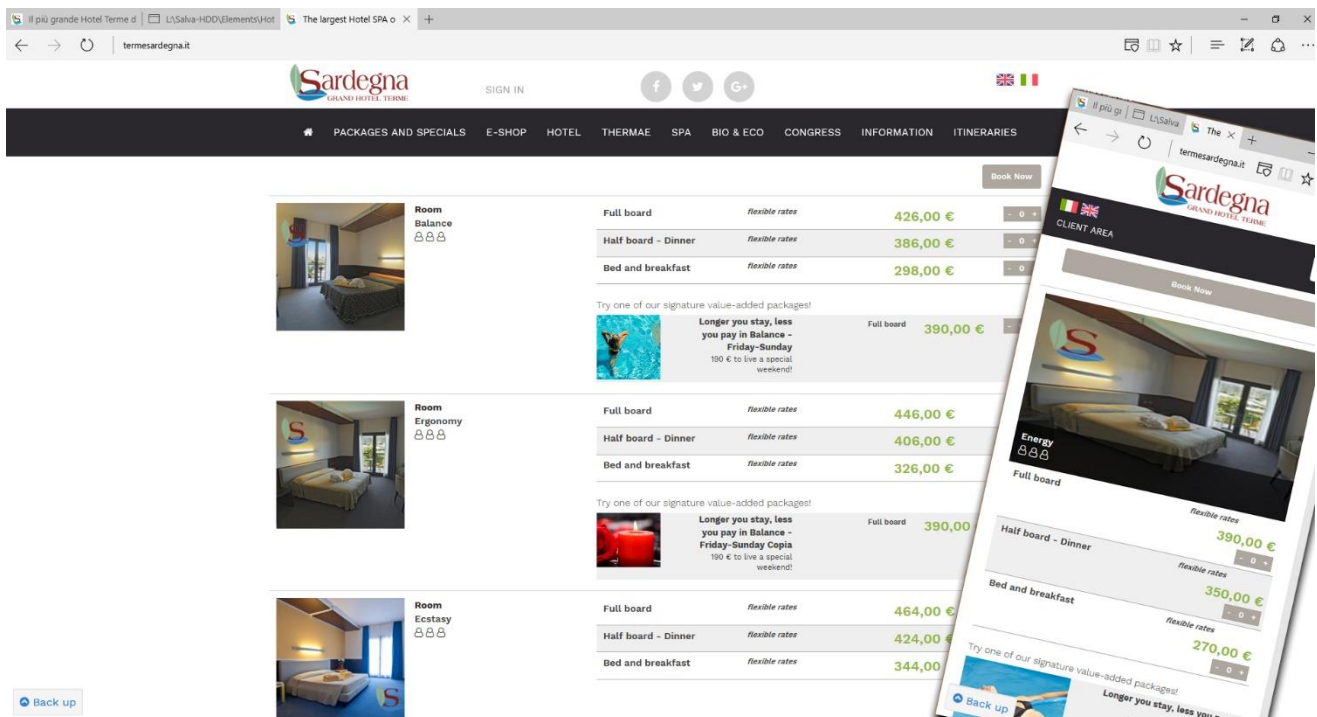 Il più grande Hotel Terme d
L:\Salva-HDD\Elements\Hot
The largest Hotel SPA o
termesardegna.it
Sardegna
GRAND HOTEL TERME
SIGN IN
f
G+
PACKAGES AND SPECIALS E-SHOP HOTEL THERMAE SPA BIO & ECO CONGRESS INFORMATION ITINERARIES
Book Now
Room
Balance
Full board flexible rates 426,00 € - 0 +
Half board - Dinner flexible rates 386,00 € - 0
Bed and breakfast flexible rates 298,00 € - 0
Try one of our signature value-added packages!
Longer you stay, less
you pay in Balance -
Friday-Sunday
190 € to live a special
weekend!
Full board 390,00 € -
Room
Ergonomy
Full board flexible rates 446,00 €
Half board - Dinner flexible rates 406,00 €
Bed and breakfast flexible rates 326,00 €
Try one of our signature value-added packages!
Longer you stay, less
you pay in Balance -
Friday-Sunday Copia
190 € to live a special
weekend!
Full board 390,00
Room
Ecstasy
Full board flexible rates 464,00 €
Half board - Dinner flexible rates 424,00 €
Bed and breakfast flexible rates 344,00
Back up
Il più gr
L:\Salva
The
termesardegna.it
Sardegna
GRAND HOTEL TERME
CLIENT AREA
Book Now
S
Energy
Full board
flexible rates
390,00 €
- 0 +
Half board - Dinner
flexible rates
350,00 €
- 0 +
Bed and breakfast
flexible rates
270,00 €
- 0 +
Try one of our signature value-added packages!
Longer you stay, less you
Back up